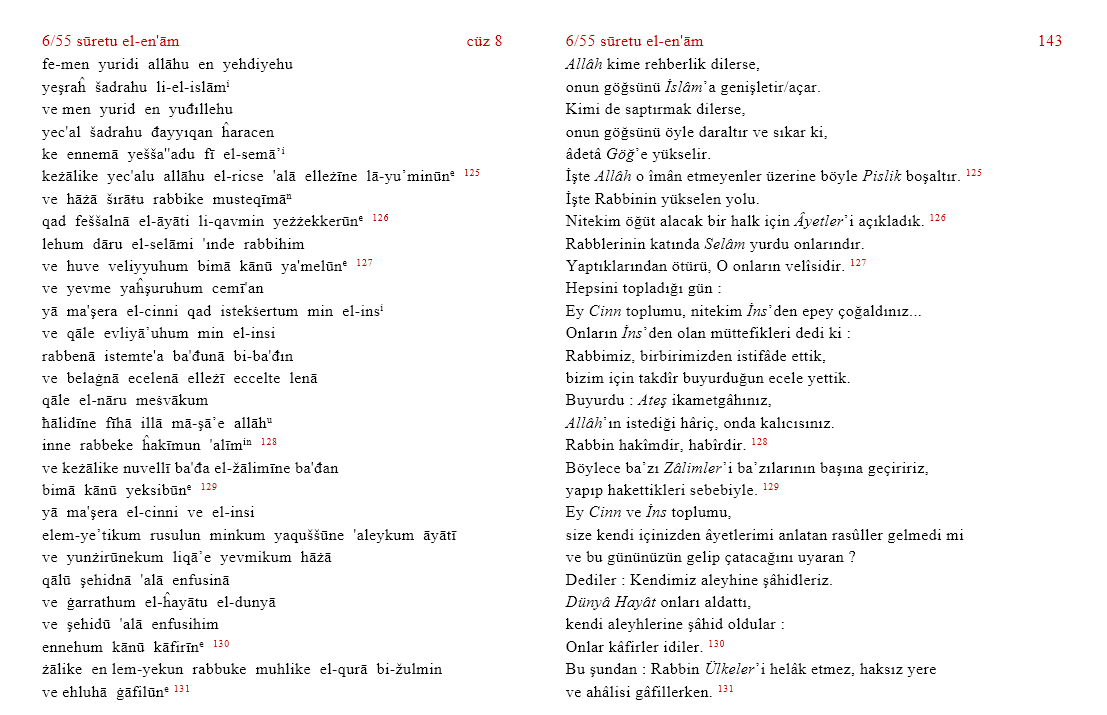 6/55 sūretu el-en'ām cüz 8
fe-men yuridi allāhu en yehdiyehu
yeşraĥ šadrahu li-el-islāmⁱ
ve men yurid en yuđıllehu
yec'al šadrahu đayyıqan ĥaracen
ke ennemā yešša"adu fī el-semā’ⁱ
keżālike yec'alu allāhu el-ricse 'alā elleżīne lā-yu’minūnᵉ 125
ve hāżā šırāŧu rabbike musteqīmāⁿ
qad feššalnā el-āyāti li-qavmin yeżżekkerūnᵉ 126
lehum dāru el-selāmi 'ınde rabbihim
ve huve veliyyuhum bimā kānū ya'melūnᵉ 127
ve yevme yaĥşuruhum cemī'an
yā ma'şera el-cinni qad istekṡertum min el-insⁱ
ve qāle evliyā’uhum min el-insi
rabbenā istemte'a ba'đunā bi-ba'đın
ve belaġnā ecelenā elleżī eccelte lenā
qāle el-nāru meṡvākum
ħālidīne fīhā illā mā-şā’e allāhᵘ
inne rabbeke ĥakīmun 'alīmⁱⁿ 128
ve keżālike nuvellī ba'đa el-žālimīne ba'đan
bimā kānū yeksibūnᵉ 129
yā ma'şera el-cinni ve el-insi
elem-ye’tikum rusulun minkum yaquššūne 'aleykum āyātī
ve yunżirūnekum liqā’e yevmikum hāżā
qālū şehidnā 'alā enfusinā
ve ġarrathum el-ĥayātu el-dunyā
ve şehidū 'alā enfusihim
ennehum kānū kāfirīnᵉ 130
żālike en lem-yekun rabbuke muhlike el-qurā bi-žulmin
ve ehluhā ġāfilūnᵉ 131
6/55 sūretu el-en'ām 143
Allâh kime rehberlik dilerse,
onun göğsünü İslâm’a genişletir/açar.
Kimi de saptırmak dilerse,
onun göğsünü öyle daraltır ve sıkar ki,
âdetâ Göğ’e yükselir.
İşte Allâh o îmân etmeyenler üzerine böyle Pislik boşaltır. 125
İşte Rabbinin yükselen yolu.
Nitekim öğüt alacak bir halk için Âyetler’i açıkladık. 126
Rabblerinin katında Selâm yurdu onlarındır.
Yaptıklarından ötürü, O onların velîsidir. 127
Hepsini topladığı gün :
Ey Cinn toplumu, nitekim İns’den epey çoğaldınız...
Onların İns’den olan müttefikleri dedi ki :
Rabbimiz, birbirimizden istifâde ettik,
bizim için takdîr buyurduğun ecele yettik.
Buyurdu : Ateş ikametgâhınız,
Allâh’ın istediği hâriç, onda kalıcısınız.
Rabbin hakîmdir, habîrdir. 128
Böylece ba’zı Zâlimler’i ba’zılarının başına geçiririz,
yapıp hakettikleri sebebiyle. 129
Ey Cinn ve İns toplumu,
size kendi içinizden âyetlerimi anlatan rasûller gelmedi mi
ve bu gününüzün gelip çatacağını uyaran ?
Dediler : Kendimiz aleyhine şâhidleriz.
Dünyâ Hayât onları aldattı,
kendi aleyhlerine şâhid oldular :
Onlar kâfirler idiler. 130
Bu şundan : Rabbin Ülkeler’i helâk etmez, haksız yere
ve ahâlisi gâfillerken. 131